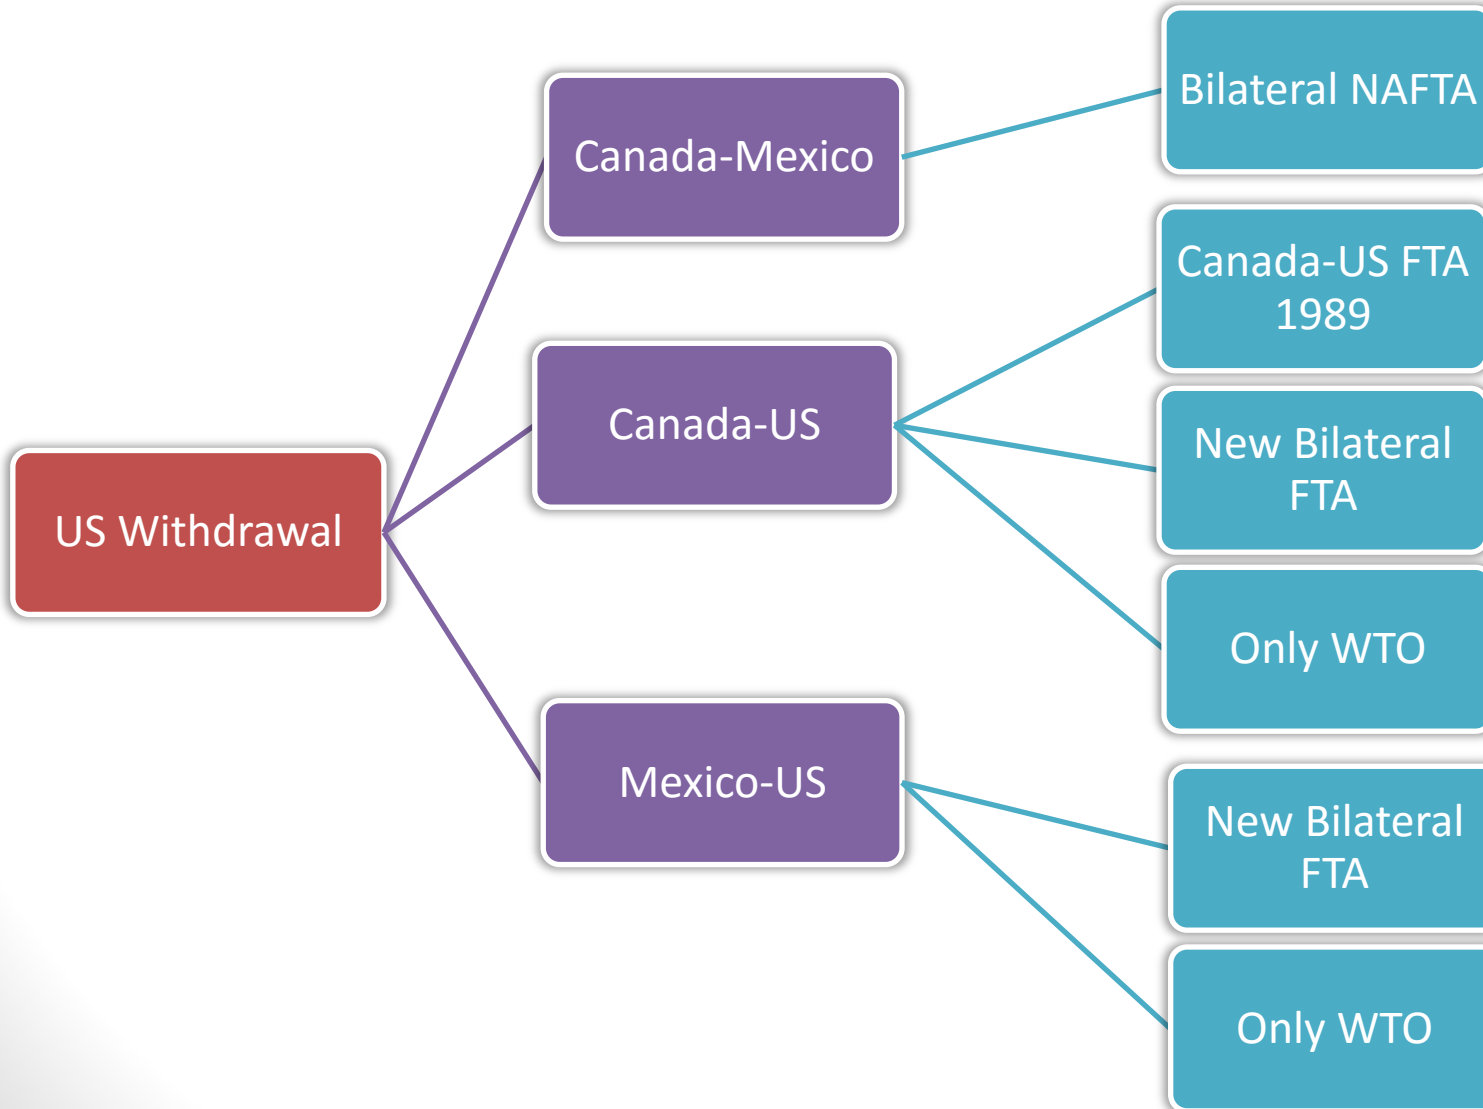 US Withdrawal
Canada-Mexico
Bilateral NAFTA
Canada-US
Canada-US FTA
1989
New Bilateral
FTA
Only WTO
Mexico-US
New Bilateral
FTA
Only WTO